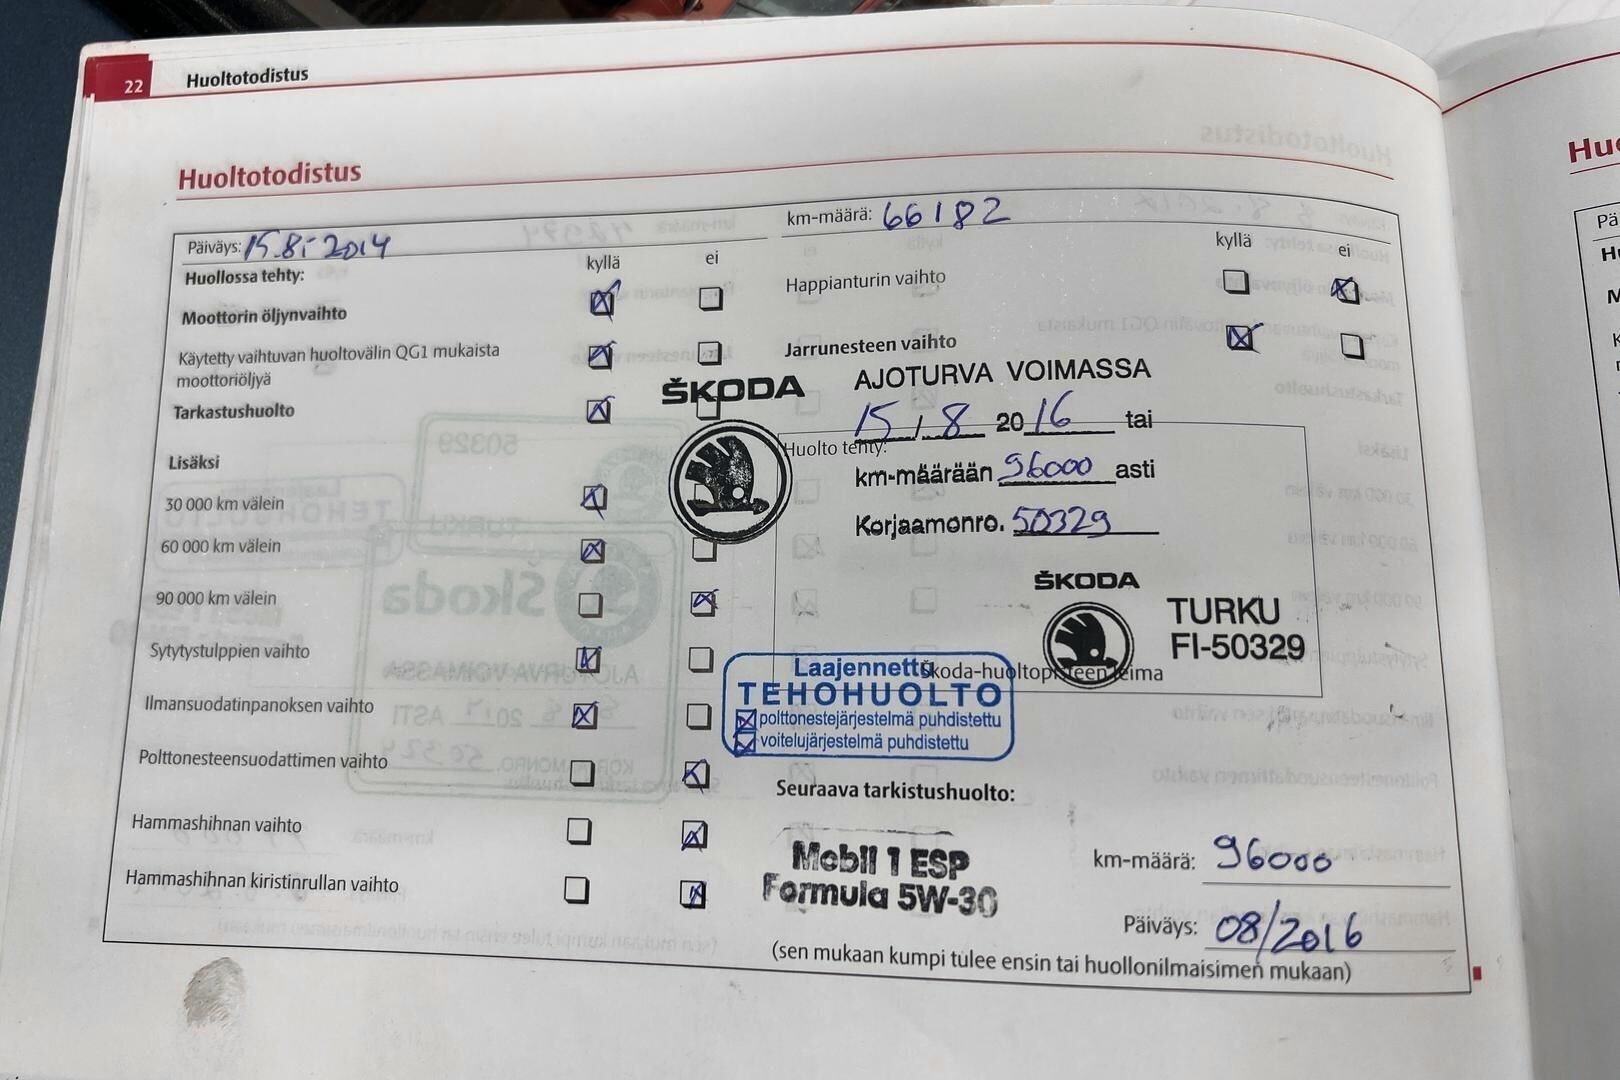 22 Huoltotodistus
Huoltotodistus
Päiväys: 15.8.-2014
km-määrä: 66182
Huollossa tehty: kyllä ei
Moottorin öljynvaihto
Käytetty vaihtuvan huoltovälin QG1 mukaista
moottoriöljyä
Tarkastushuolto
Lisäksi
30 000 km välein
60 000 km välein
90 000 km välein
Sytytystulppien vaihto
Ilmansuodatinpanoksen vaihto
Polttonesteensuodattimen vaihto
Hammashihnan vaihto
Hammashihnan kiristinrullan vaihto
kyllä ei
Happianturin vaihto
Jarrunesteen vaihto
ŠKODA
AJOTURVA VOIMASSA
15 / 8 2016 tai
Huolto tehty:
km-määrään 96000 asti
Korjaamonro. 50329
ŠKODA
TURKU
FI-50329
Škoda-huoltopisteen leima
Laajennettu
TEHOHUOLTO
polttonestejärjestelmä puhdistettu
voitelujärjestelmä puhdistettu
Seuraava tarkistushuolto:
Mobil 1 ESP
Formula 5W-30
km-määrä: 96000
Päiväys: 08/2016
(sen mukaan kumpi tulee ensin tai huollonilmaisimen mukaan)